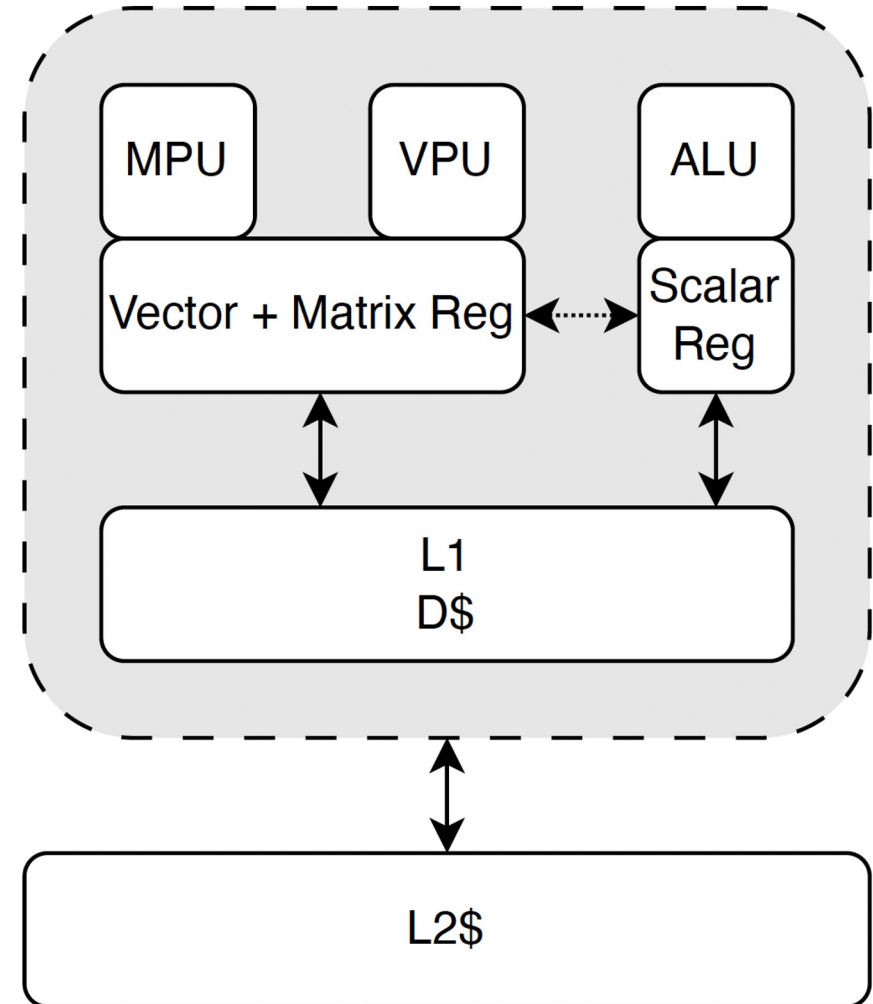 MPU
VPU
ALU
Vector + Matrix Reg
Scalar
Reg
L1
D$
L2$